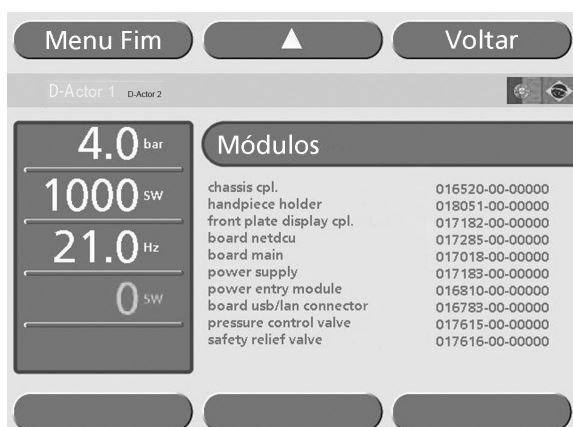 Menu Fim ▲ Voltar
D-Actor 1 D-Actor 2
4.0 bar
1000 SW
21.0 Hz
0 SW
Módulos
chassis cpl. 016520-00-00000
handpiece holder 018051-00-00000
front plate display cpl. 017182-00-00000
board netdcu 017285-00-00000
board main 017018-00-00000
power supply 017183-00-00000
power entry module 016810-00-00000
board usb/lan connector 016783-00-00000
pressure control valve 017615-00-00000
safety relief valve 017616-00-00000